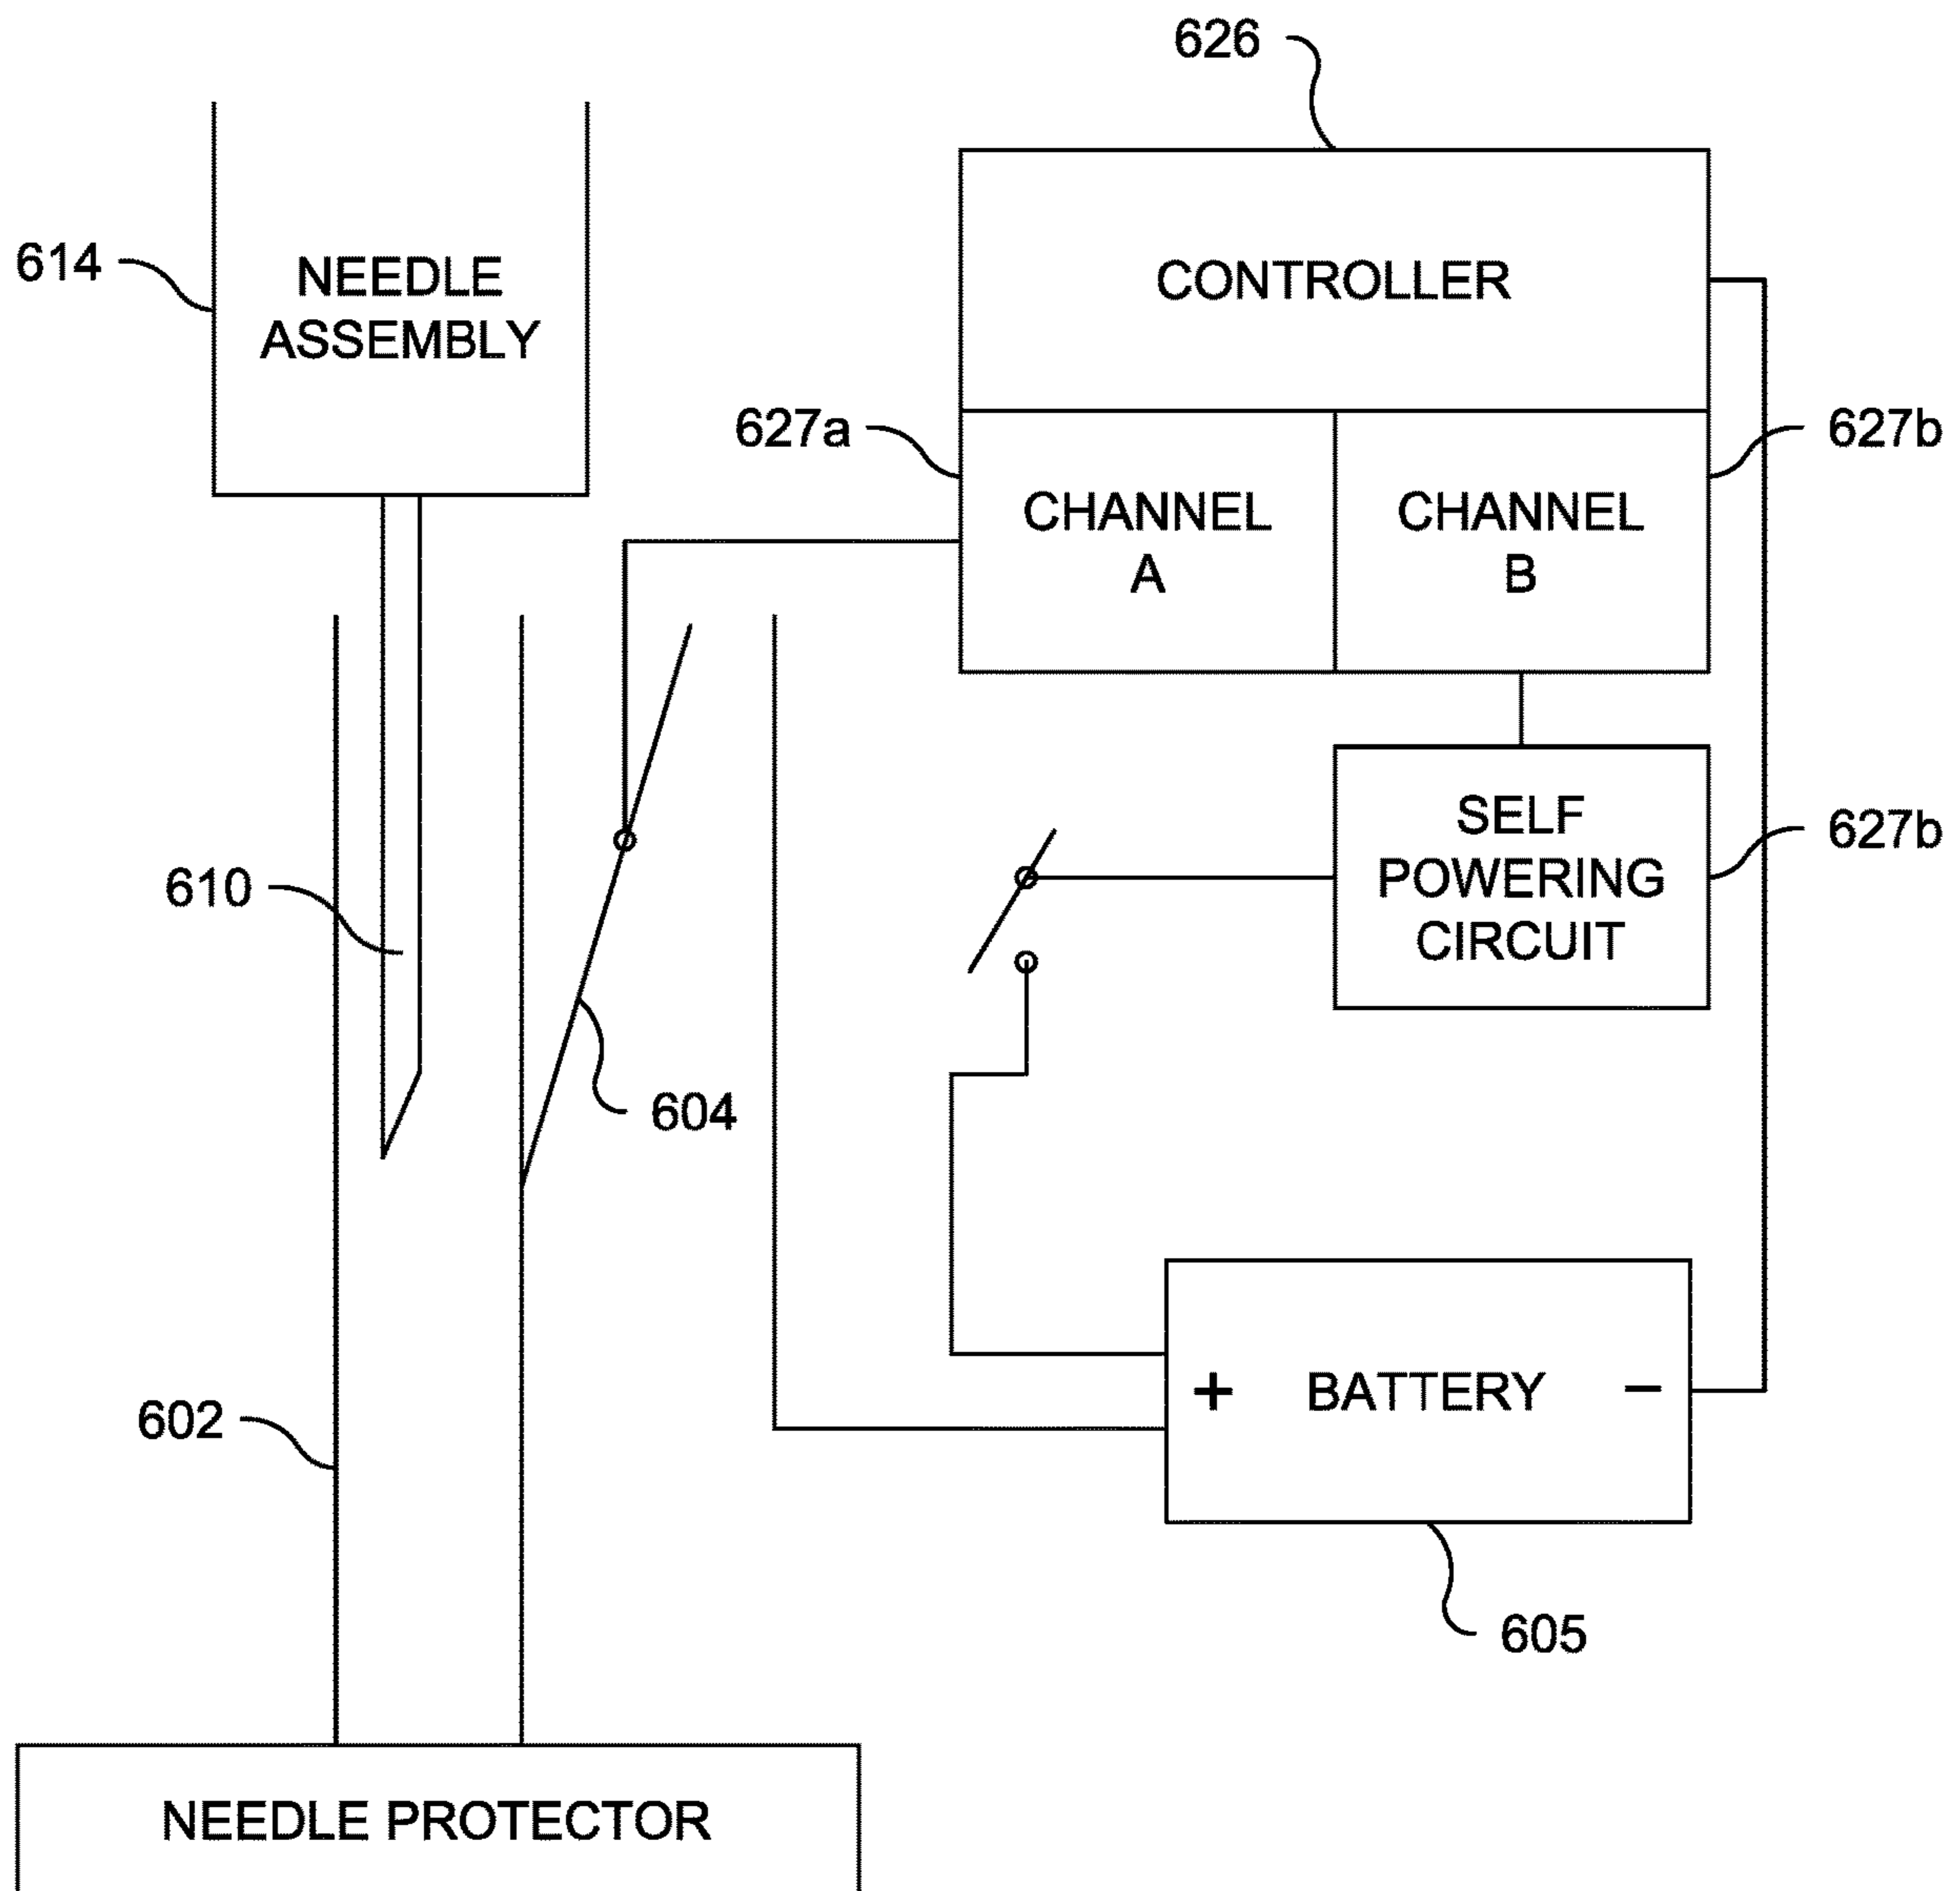 626
614
NEEDLE
ASSEMBLY
CONTROLLER
627a
627b
CHANNEL
A
CHANNEL
B
SELF
POWERING
CIRCUIT
627b
610
604
602
+ BATTERY −
605
NEEDLE PROTECTOR